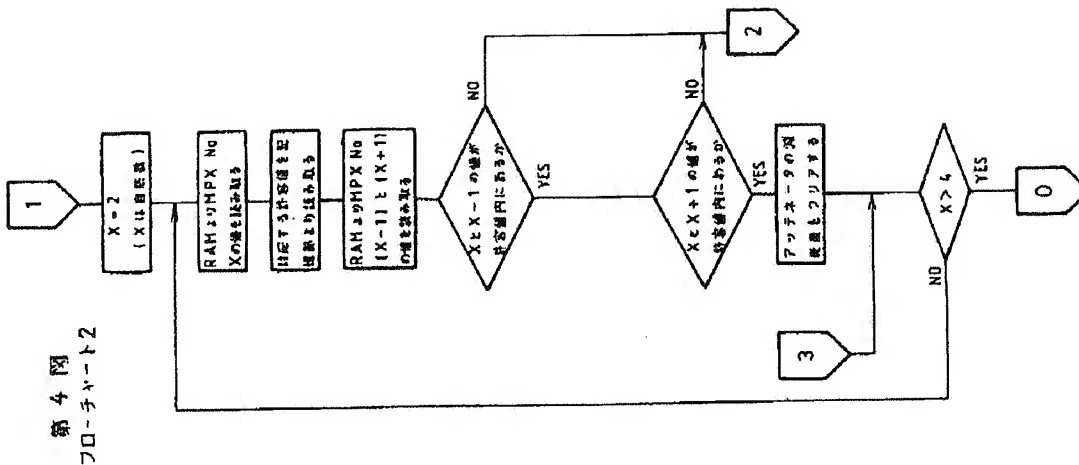 第 4 図
フローチャート2
1
X = 2
( X は自然数 )
RAMよりMPX No
Xの値を読み取る
対応する許容値を記
憶部より読み取る
RAMよりMPX No
[X-1] と [X+1]
の値を読み取る
XとX-1の値が
許容値内にあるか
NO
YES
XとX+1の値が
許容値内にあるか
NO
2
YES
アッテネータの減
衰量をクリアする
3
X > 4
NO
YES
0